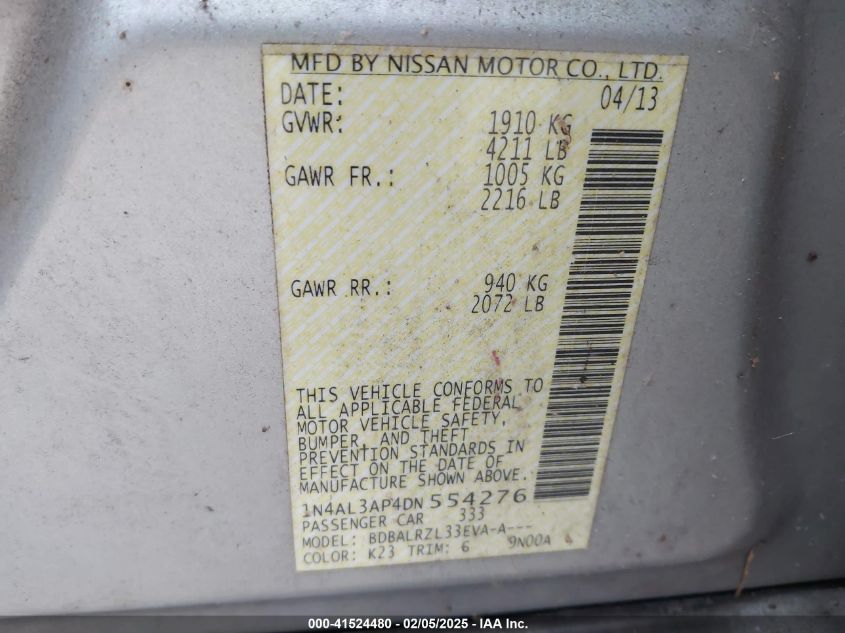 MFD BY NISSAN MOTOR CO., LTD.
DATE: 04/13
GVWR: 1910 KG
4211 LB
GAWR FR.: 1005 KG
2216 LB
GAWR RR.: 940 KG
2072 LB
THIS VEHICLE CONFORMS TO
ALL APPLICABLE FEDERAL
MOTOR VEHICLE SAFETY,
BUMPER, AND THEFT
PREVENTION STANDARDS IN
EFFECT ON THE DATE OF
MANUFACTURE SHOWN ABOVE.
1N4AL3AP4DN554276
PASSENGER CAR 333
MODEL: BDBALRZL33EVA-A---
COLOR: K23 TRIM: 6 9N00A
000-41524480 - 02/05/2025 - IAA Inc.